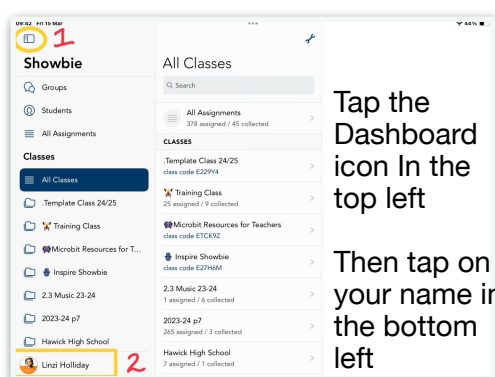 09:42 Fri 15 Mar
44%
1
Showbie
Groups
Students
All Assignments
Classes
All Classes
.Template Class 24/25
Training Class
Microbit Resources for T...
Inspire Showbie
2.3 Music 23-24
2023-24 p7
Hawick High School
Linzi Holliday
2
All Classes
Search
All Assignments
378 assigned / 45 collected
CLASSES
.Template Class 24/25
class code E229Y4
Training Class
25 assigned / 9 collected
Microbit Resources for Teachers
class code ETCK9Z
Inspire Showbie
class code E27H6M
2.3 Music 23-24
1 assigned / 6 collected
2023-24 p7
265 assigned / 3 collected
Hawick High School
7 assigned / 1 collected
Tap the
Dashboard
icon In the
top left
Then tap on
your name in
the bottom
left